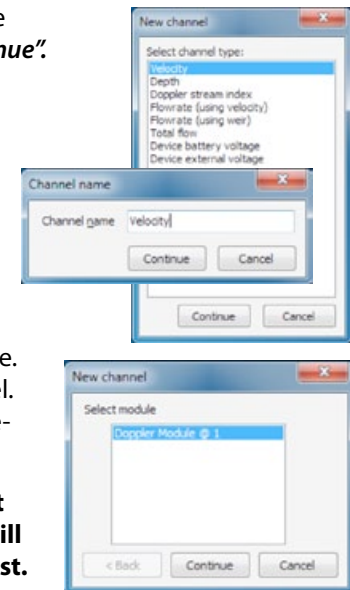 e
nue".
New channel
Select channel type:
Velocity
Depth
Doppler stream index
Flowrate (using velocity)
Flowrate (using weir)
Total flow
Device battery voltage
Device external voltage
Channel name
Channel name Velocity
Continue Cancel
Continue Cancel
e.
el.
e-
t
ill
st.
New channel
Select module
Doppler Module @ 1
< Back Continue Cancel